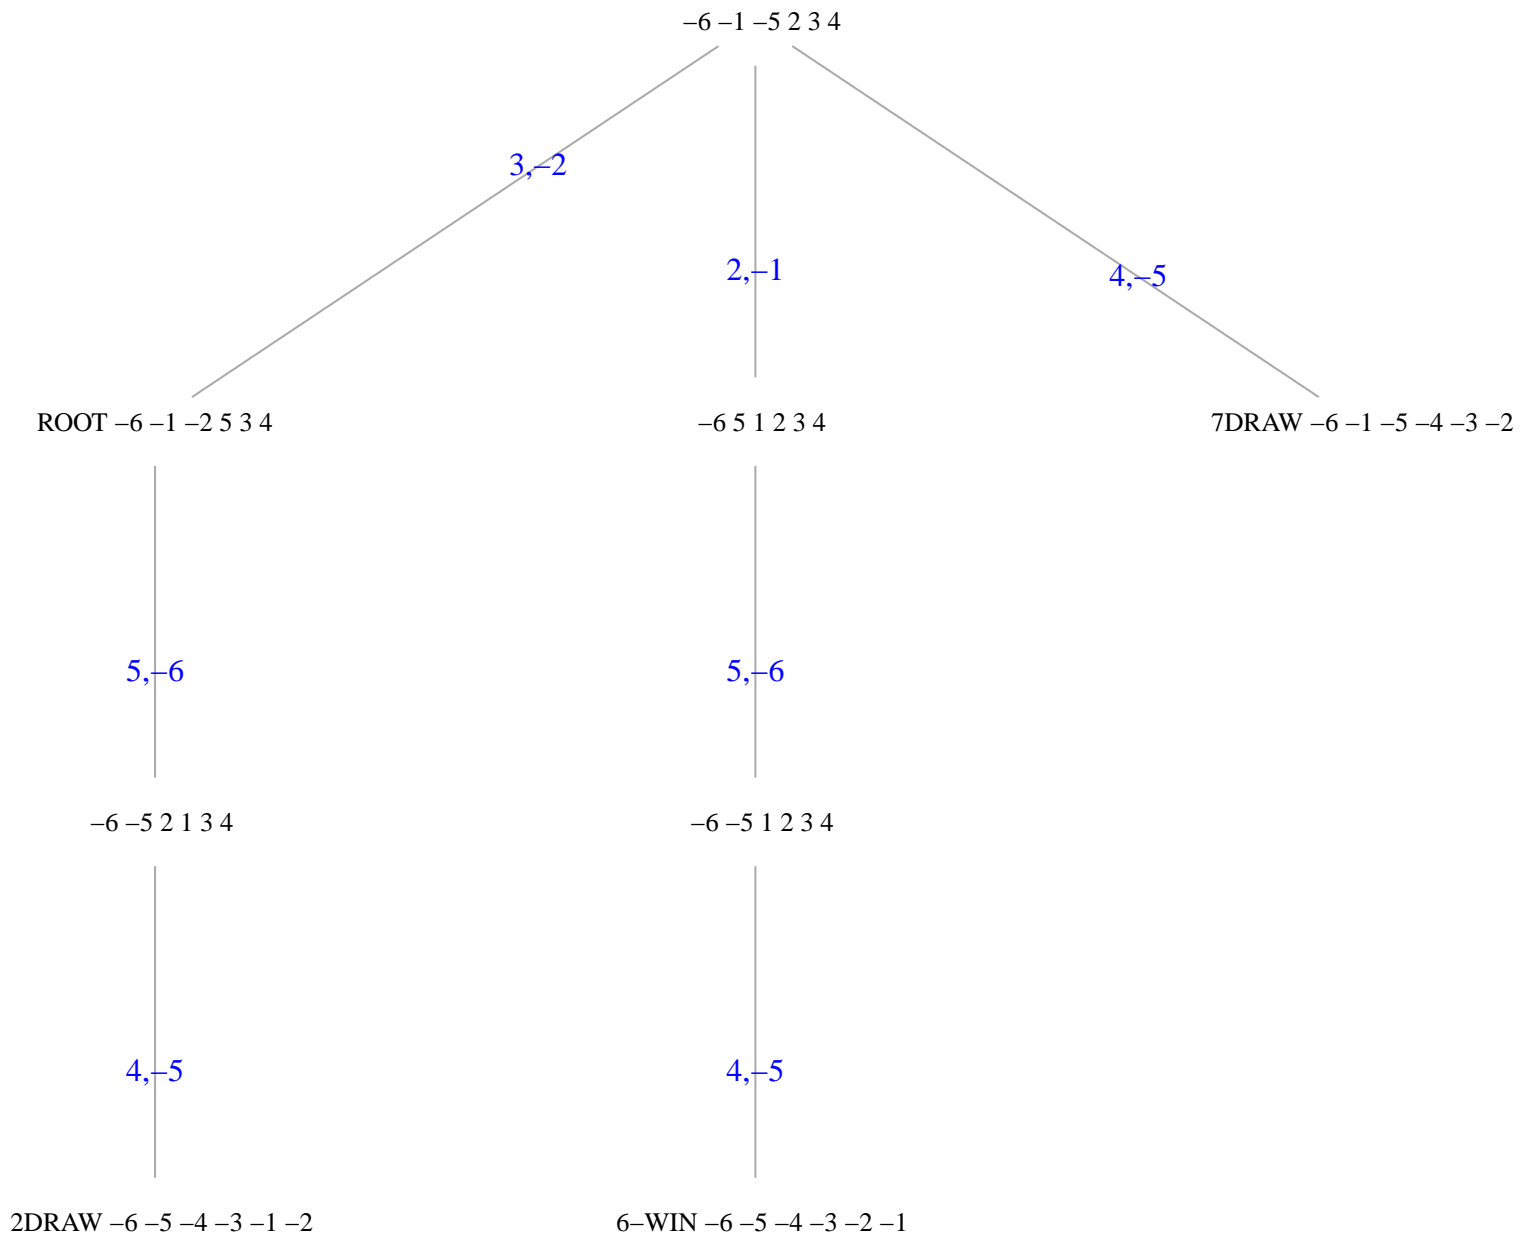 –6 –1 –5 2 3 4
3,–2
2,–1
4,–5
ROOT –6 –1 –2 5 3 4
–6 5 1 2 3 4
7DRAW –6 –1 –5 –4 –3 –2
5,–6
5,–6
–6 –5 2 1 3 4
–6 –5 1 2 3 4
4,–5
4,–5
2DRAW –6 –5 –4 –3 –1 –2
6–WIN –6 –5 –4 –3 –2 –1